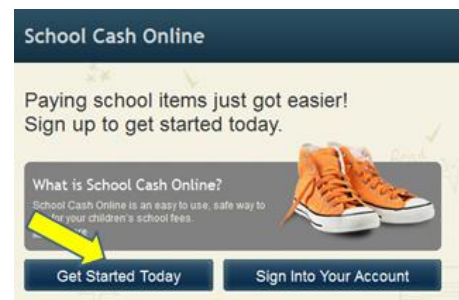 School Cash Online
Paying school items just got easier!
Sign up to get started today.
What is School Cash Online?
School Cash Online is an easy to use, safe way to
for your children's school fees.
Get Started Today
Sign Into Your Account